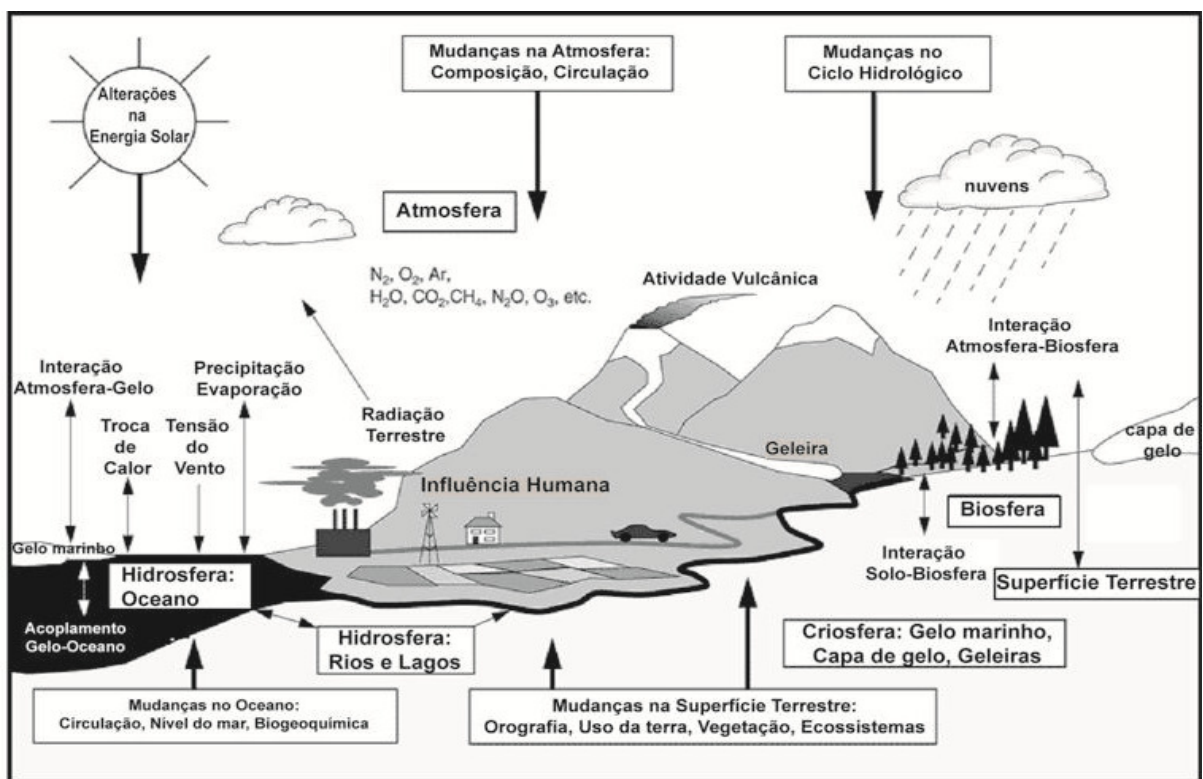 Mudanças na Atmosfera:
Composição, Circulação
Mudanças no
Ciclo Hidrológico
Alterações
na
Energia Solar
nuvens
Atmosfera
N₂, O₂, Ar,
H₂O, CO₂,CH₄, N₂O, O₃, etc.
Atividade Vulcânica
Interação
Atmosfera-Biosfera
Interação
Atmosfera-Gelo
Precipitação
Evaporação
Troca
de
Calor
Tensão
do
Vento
Radiação
Terrestre
Geleira
capa de
gelo
Influência Humana
Biosfera
Gelo marinho
Hidrosfera:
Oceano
Interação
Solo-Biosfera
Superfície Terrestre
Acoplamento
Gelo-Oceano
Hidrosfera:
Rios e Lagos
Criosfera: Gelo marinho,
Capa de gelo, Geleiras
Mudanças no Oceano:
Circulação, Nível do mar, Biogeoquímica
Mudanças na Superfície Terrestre:
Orografia, Uso da terra, Vegetação, Ecossistemas